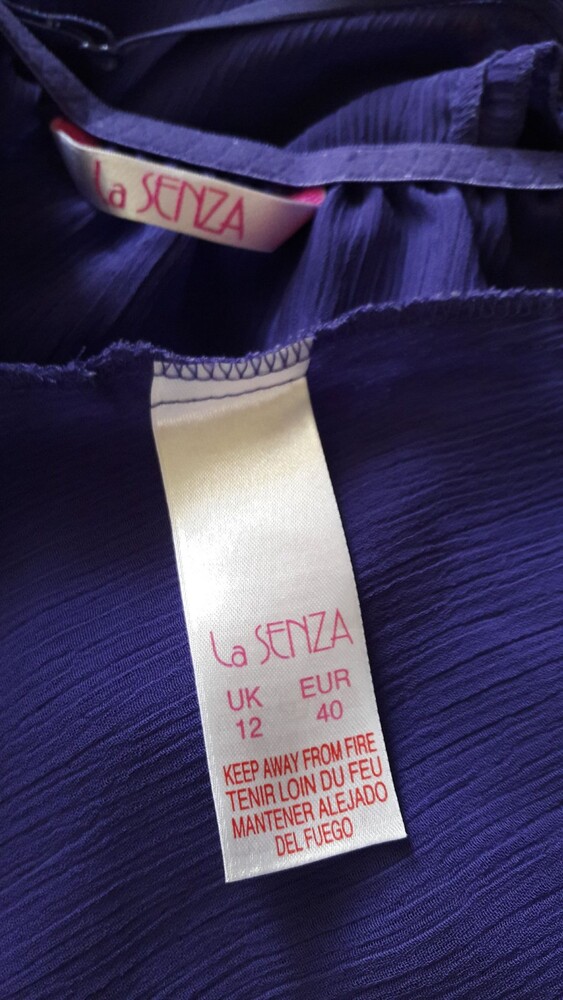 La SENZA
La SENZA
UK EUR
12 40
KEEP AWAY FROM FIRE
TENIR LOIN DU FEU
MANTENER ALEJADO
DEL FUEGO